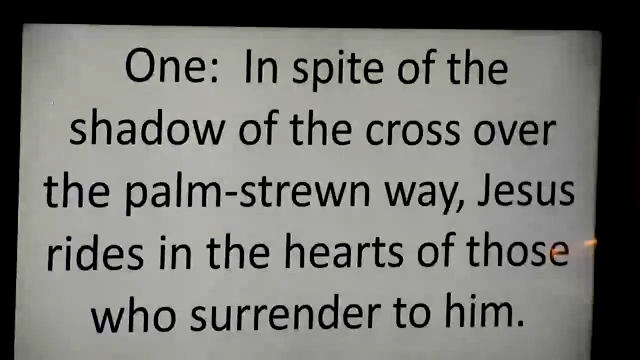 One:  In spite of the
shadow of the cross over
the palm-strewn way, Jesus
rides in the hearts of those
who surrender to him.